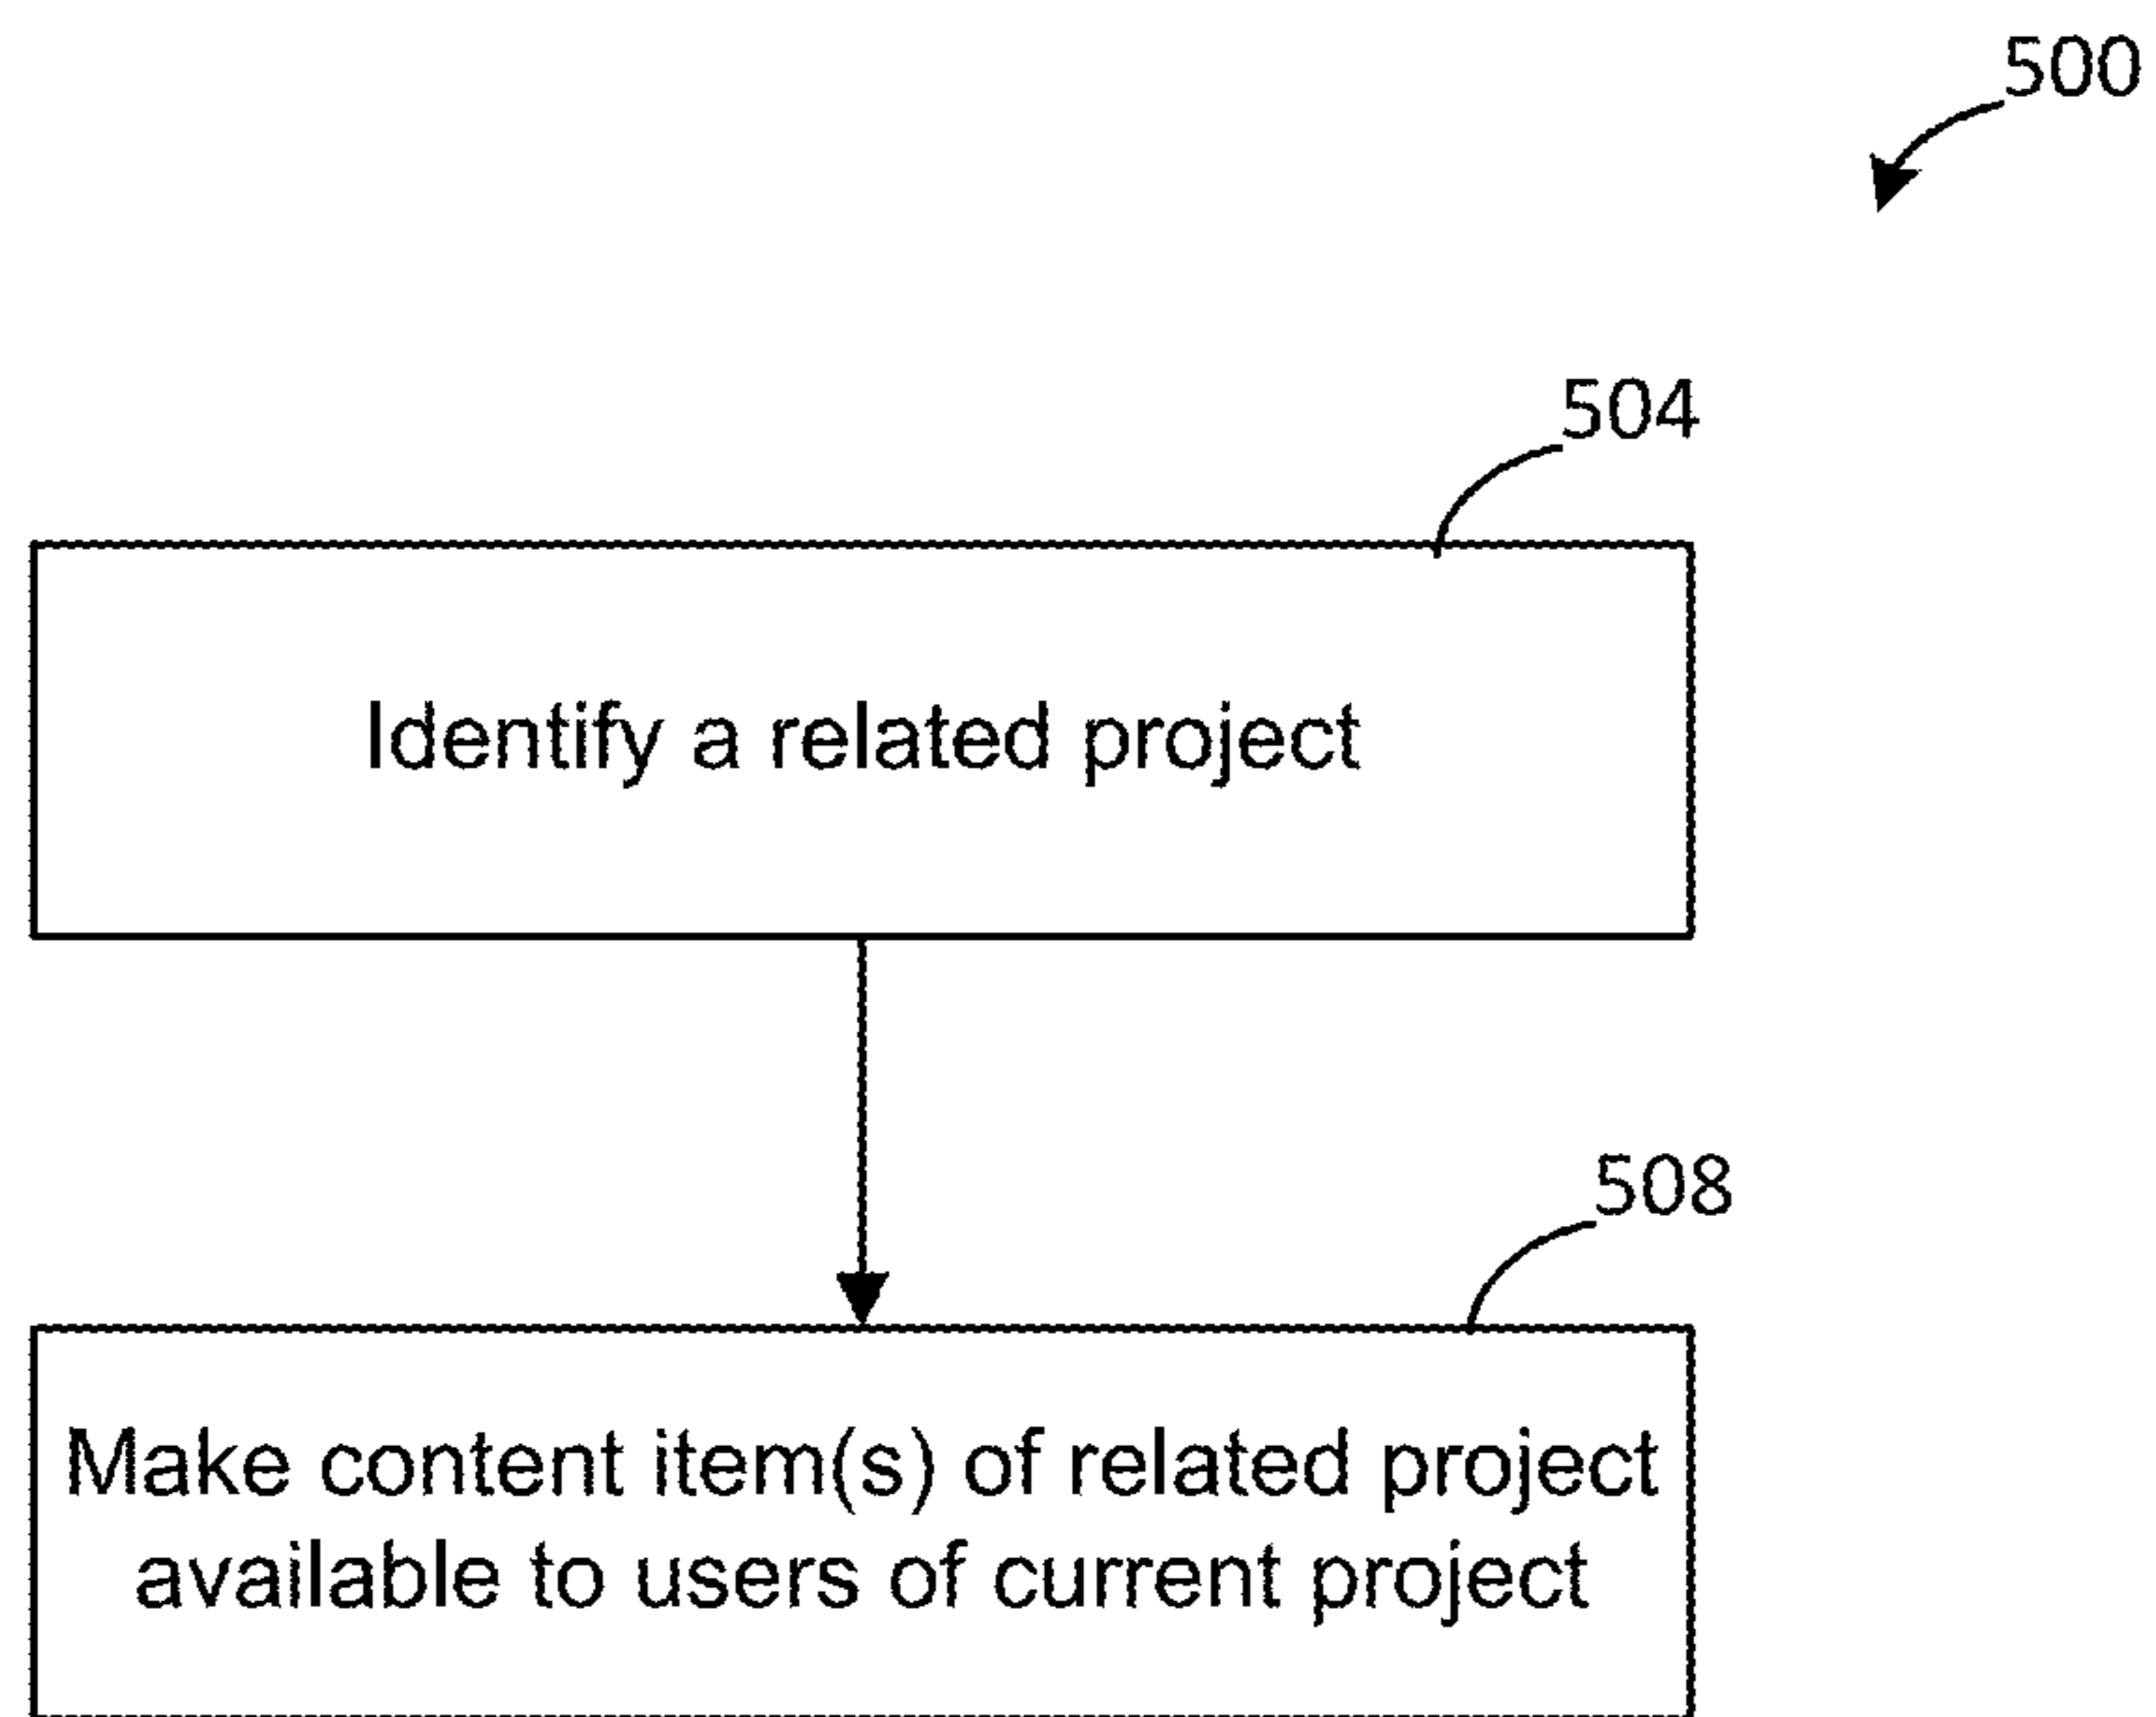 500
504
Identify a related project
508
Make content item(s) of related project
available to users of current project